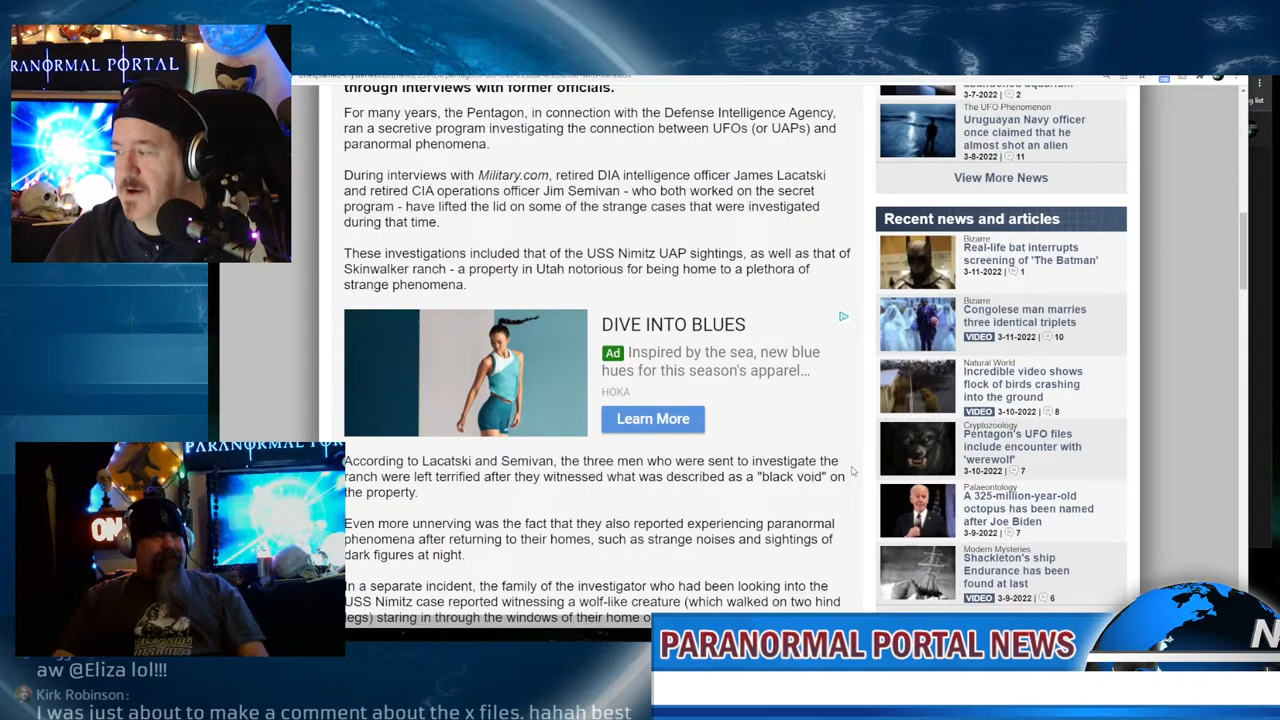 PARANORMAL PORTAL
through interviews with former officials.
For many years, the Pentagon, in connection with the Defense Intelligence Agency,
ran a secretive program investigating the connection between UFOs (or UAPs) and
paranormal phenomena.
During interviews with Military.com, retired DIA intelligence officer James Lacatski
and retired CIA operations officer Jim Semivan - who both worked on the secret
program - have lifted the lid on some of the strange cases that were investigated
during that time.
These investigations included that of the USS Nimitz UAP sightings, as well as that of
Skinwalker ranch - a property in Utah notorious for being home to a plethora of
strange phenomena.
DIVE INTO BLUES
Ad Inspired by the sea, new blue
hues for this season's apparel...
HOKA
Learn More
According to Lacatski and Semivan, the three men who were sent to investigate the
ranch were left terrified after they witnessed what was described as a "black void" on
the property.
Even more unnerving was the fact that they also reported experiencing paranormal
phenomena after returning to their homes, such as strange noises and sightings of
dark figures at night.
In a separate incident, the family of the investigator who had been looking into the
USS Nimitz case reported witnessing a wolf-like creature (which walked on two hind
legs) staring in through the windows of their home
3-7-2022 2
The UFO Phenomenon
Uruguayan Navy officer
once claimed that he
almost shot an alien
3-8-2022 11
View More News
Recent news and articles
Bizarre
Real-life bat interrupts
screening of 'The Batman'
3-11-2022 1
Bizarre
Congolese man marries
three identical triplets
VIDEO 3-11-2022 10
Natural World
Incredible video shows
flock of birds crashing
into the ground
VIDEO 3-10-2022 8
Cryptozoology
Pentagon's UFO files
include encounter with
'werewolf'
3-10-2022 7
Palaeontology
A 325-million-year-old
octopus has been named
after Joe Biden
3-9-2022 7
Modern Mysteries
Shackleton's ship
Endurance has been
found at last
VIDEO 3-9-2022 6
PARANORMAL POR
ON
PARANORMAL PORTAL NEWS
N
aw @Eliza lol!!!
Kirk Robinson:
I was just about to make a comment about the x files. hahah best